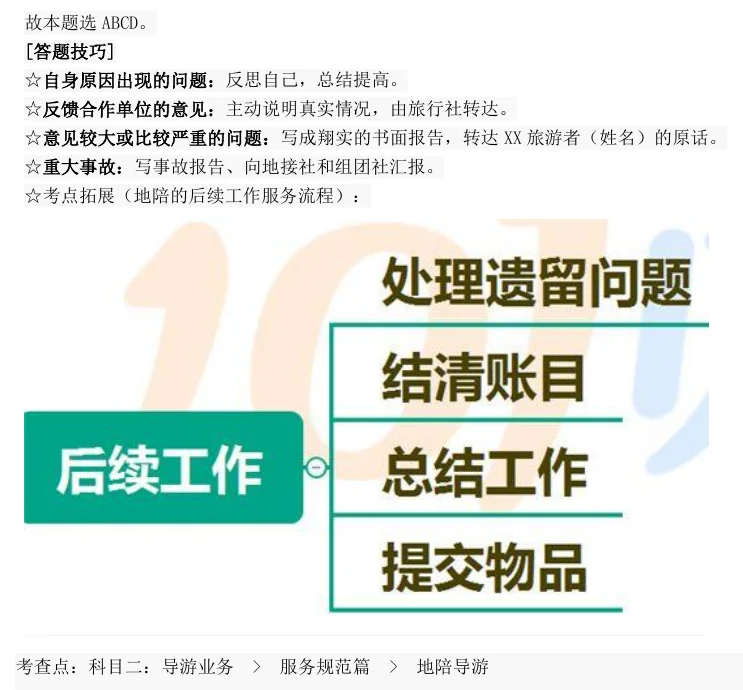 故本题选 ABCD。
[答题技巧]
☆自身原因出现的问题：反思自己，总结提高。
☆反馈合作单位的意见：主动说明真实情况，由旅行社转达。
☆意见较大或比较严重的问题：写成翔实的书面报告，转达 XX 旅游者（姓名）的原话。
☆重大事故：写事故报告、向地接社和组团社汇报。
☆考点拓展（地陪的后续工作服务流程）：
处理遗留问题
结清账目
后续工作
总结工作
提交物品
考查点：科目二：导游业务 > 服务规范篇 > 地陪导游